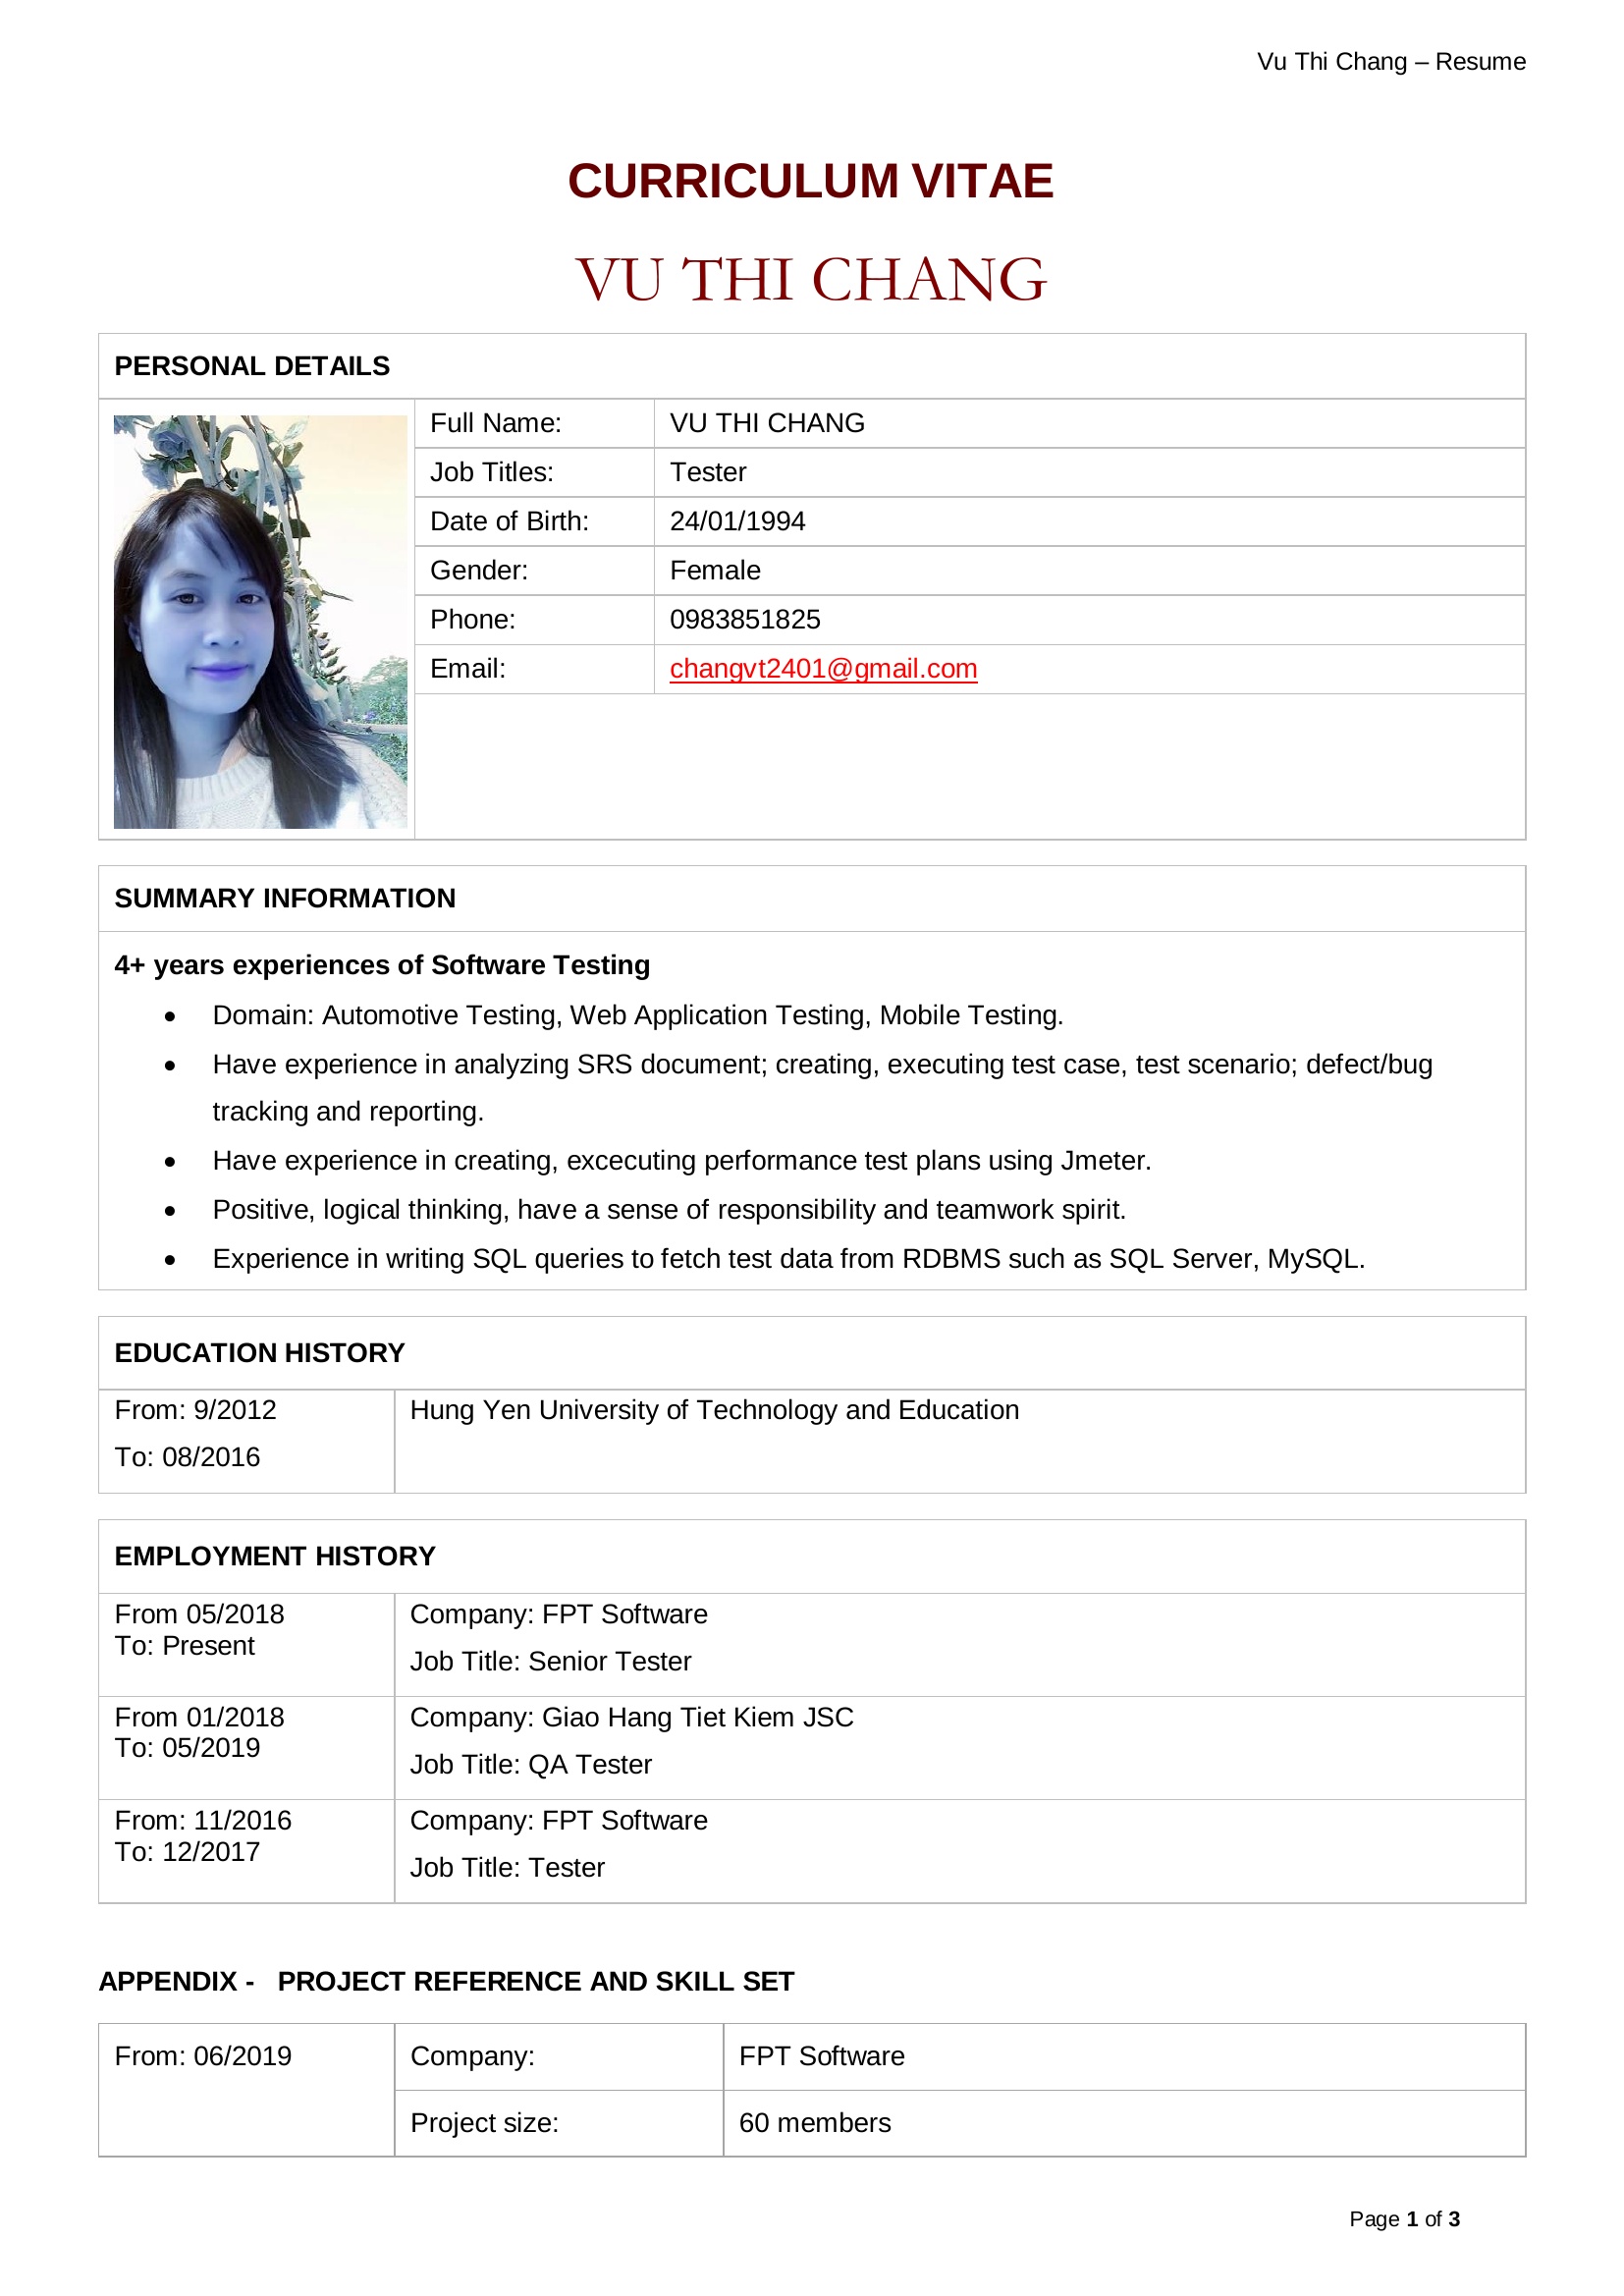 Vu Thi Chang – Resume
CURRICULUM VITAE
VU THI CHANG
PERSONAL DETAILS
Full Name: VU THI CHANG
Job Titles: Tester
Date of Birth: 24/01/1994
Gender: Female
Phone: 0983851825
Email: changvt2401@gmail.com
SUMMARY INFORMATION
4+ years experiences of Software Testing
• Domain: Automotive Testing, Web Application Testing, Mobile Testing.
• Have experience in analyzing SRS document; creating, executing test case, test scenario; defect/bug
tracking and reporting.
• Have experience in creating, excecuting performance test plans using Jmeter.
• Positive, logical thinking, have a sense of responsibility and teamwork spirit.
• Experience in writing SQL queries to fetch test data from RDBMS such as SQL Server, MySQL.
EDUCATION HISTORY
From: 9/2012
To: 08/2016
Hung Yen University of Technology and Education
EMPLOYMENT HISTORY
From 05/2018
To: Present
Company: FPT Software
Job Title: Senior Tester
From 01/2018
To: 05/2019
Company: Giao Hang Tiet Kiem JSC
Job Title: QA Tester
From: 11/2016
To: 12/2017
Company: FPT Software
Job Title: Tester
APPENDIX - PROJECT REFERENCE AND SKILL SET
From: 06/2019
Company: FPT Software
Project size: 60 members
Page 1 of 3